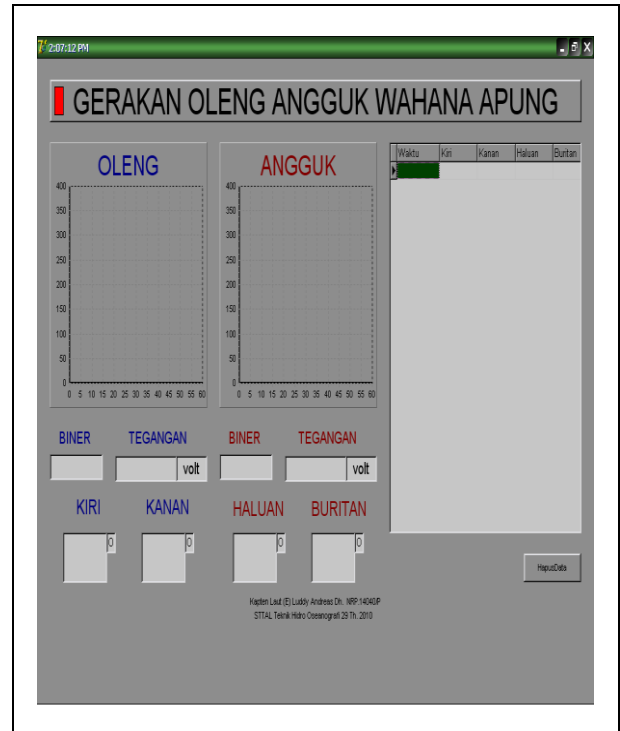 2:07:12 PM
GERAKAN OLENG ANGGUK WAHANA APUNG
OLENG
400
350
300
250
200
150
100
50
0
0 5 10 15 20 25 30 35 40 45 50 55 60
ANGGUK
400
350
300
250
200
150
100
50
0
0 5 10 15 20 25 30 35 40 45 50 55 60
Waktu Kiri Kanan Haluan Buritan
BINER TEGANGAN
volt
BINER TEGANGAN
volt
KIRI KANAN
0 0
HALUAN BURITAN
0 0
HapusData
Kapten Laut (E) Luddy Andreas Dh. NRP.14040/P
STTAL Teknik Hidro Oseanografi 29 Th. 2010